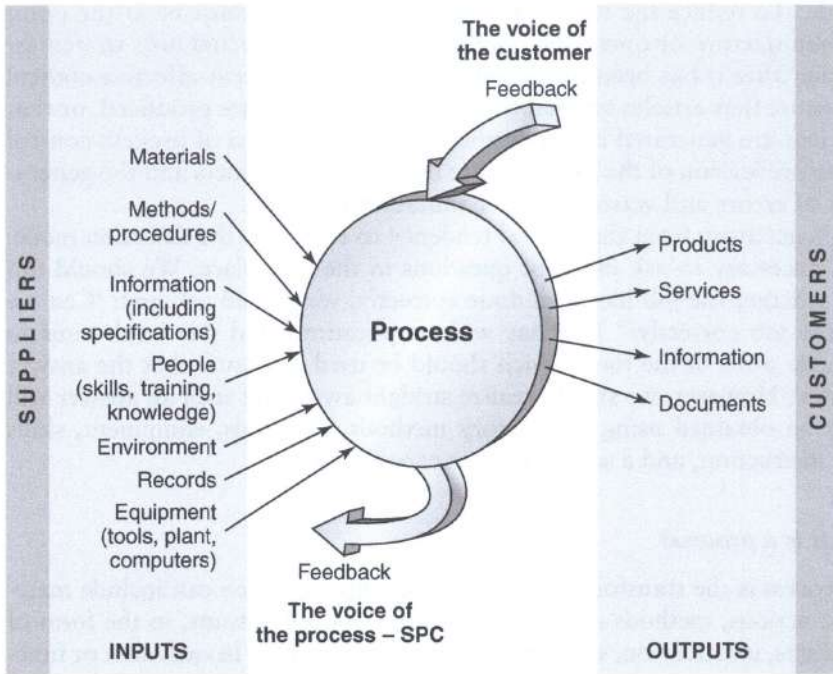 The voice of
the customer
Feedback
Materials
Methods/
procedures
Information
(including
specifications)
People
(skills, training,
knowledge)
Environment
Records
Equipment
(tools, plant,
computers)
Process
Products
Services
Information
Documents
Feedback
The voice of
the process – SPC
SUPPLIERS
INPUTS
OUTPUTS
CUSTOMERS